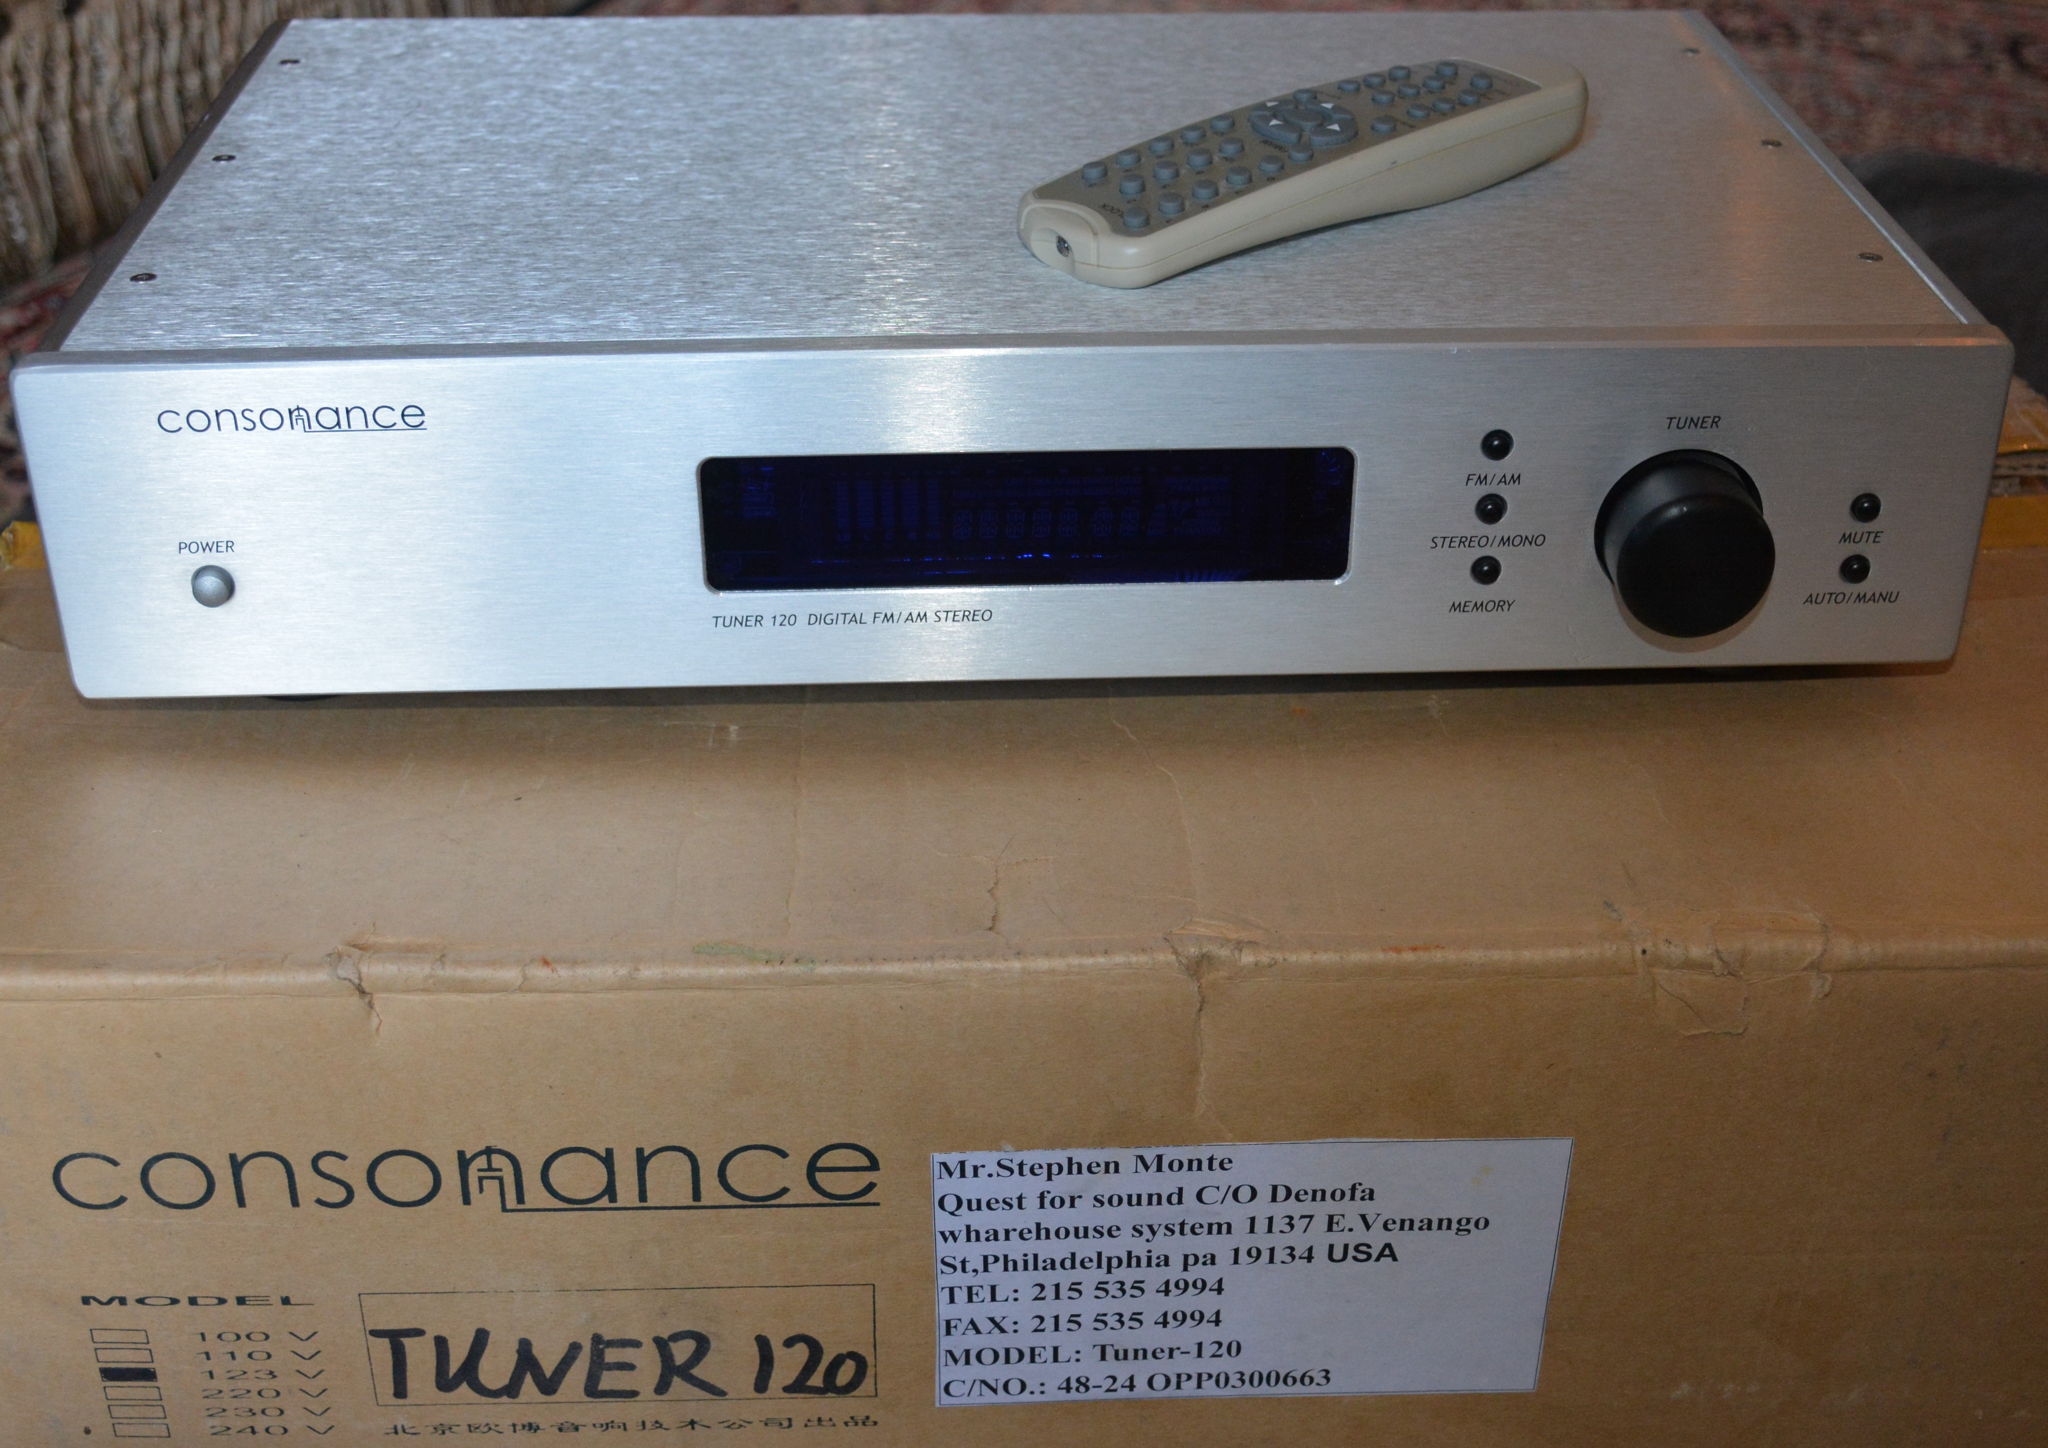 consonance
POWER
TUNER 120 DIGITAL FM/AM STEREO
FM/AM
STEREO/MONO
MEMORY
TUNER
MUTE
AUTO/MANU
consonance
MODEL
100 V
110 V
123 V
220 V
230 V
240 V
TUNER 120
北京欧博音响技术公司出品
Mr.Stephen Monte
Quest for sound C/O Denofa
wharehouse system 1137 E.Venango
St,Philadelphia pa 19134 USA
TEL: 215 535 4994
FAX: 215 535 4994
MODEL: Tuner-120
C/NO.: 48-24 OPP0300663